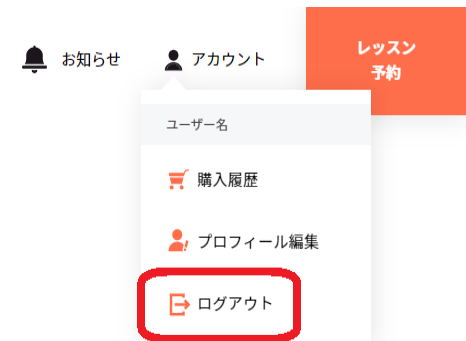 お知らせ
アカウント
レッスン
予約
ユーザー名
購入履歴
プロフィール編集
ログアウト